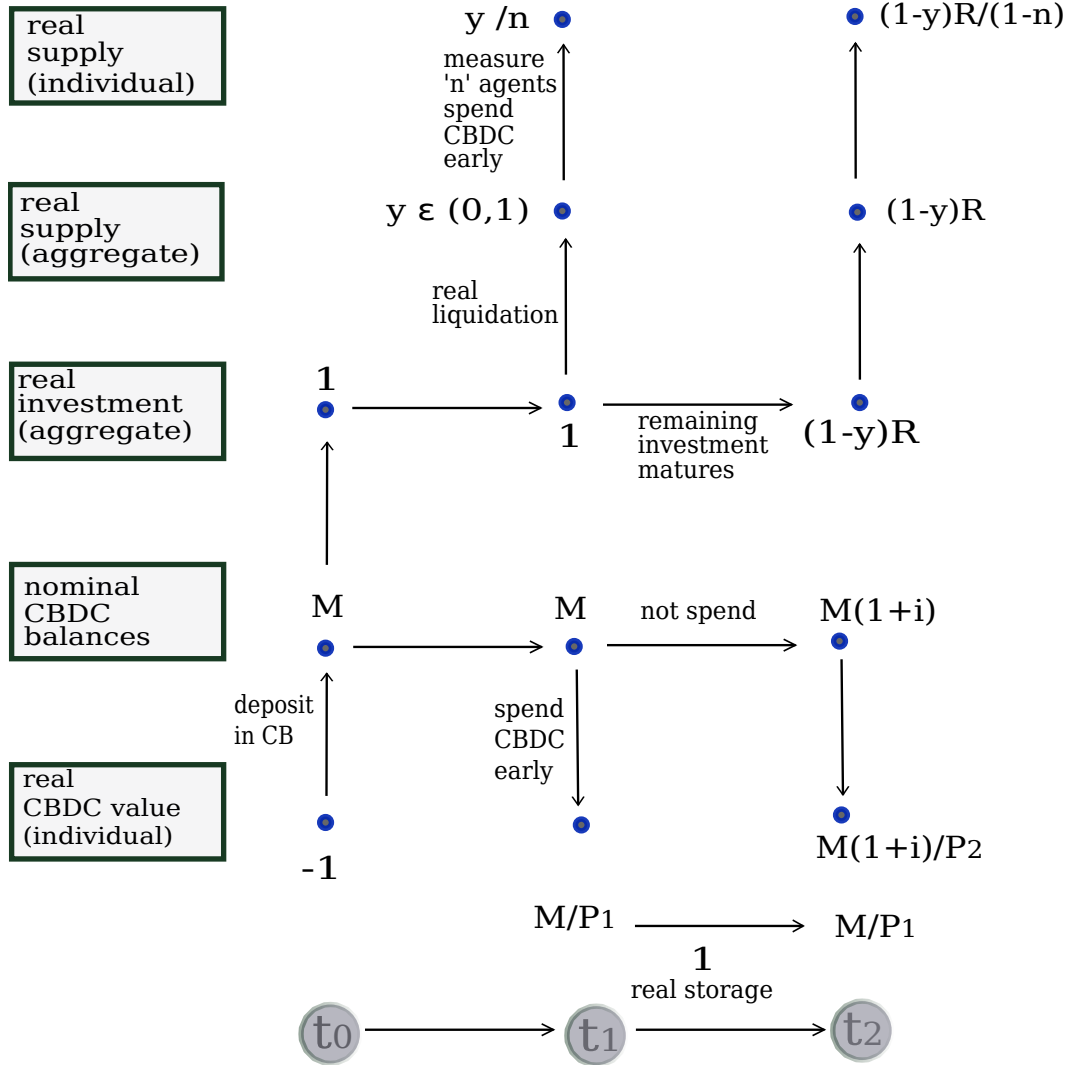 real
supply
(individual)
y /n
measure
'n' agents
spend
CBDC
early
(1-y)R/(1-n)
real
supply
(aggregate)
y ε (0,1)
(1-y)R
real
liquidation
real
investment
(aggregate)
1
1
remaining
investment
matures
(1-y)R
nominal
CBDC
balances
M
M
not spend
M(1+i)
deposit
in CB
spend
CBDC
early
real
CBDC value
(individual)
-1
M(1+i)/P2
M/P1
M/P1
1
real storage
t0
t1
t2